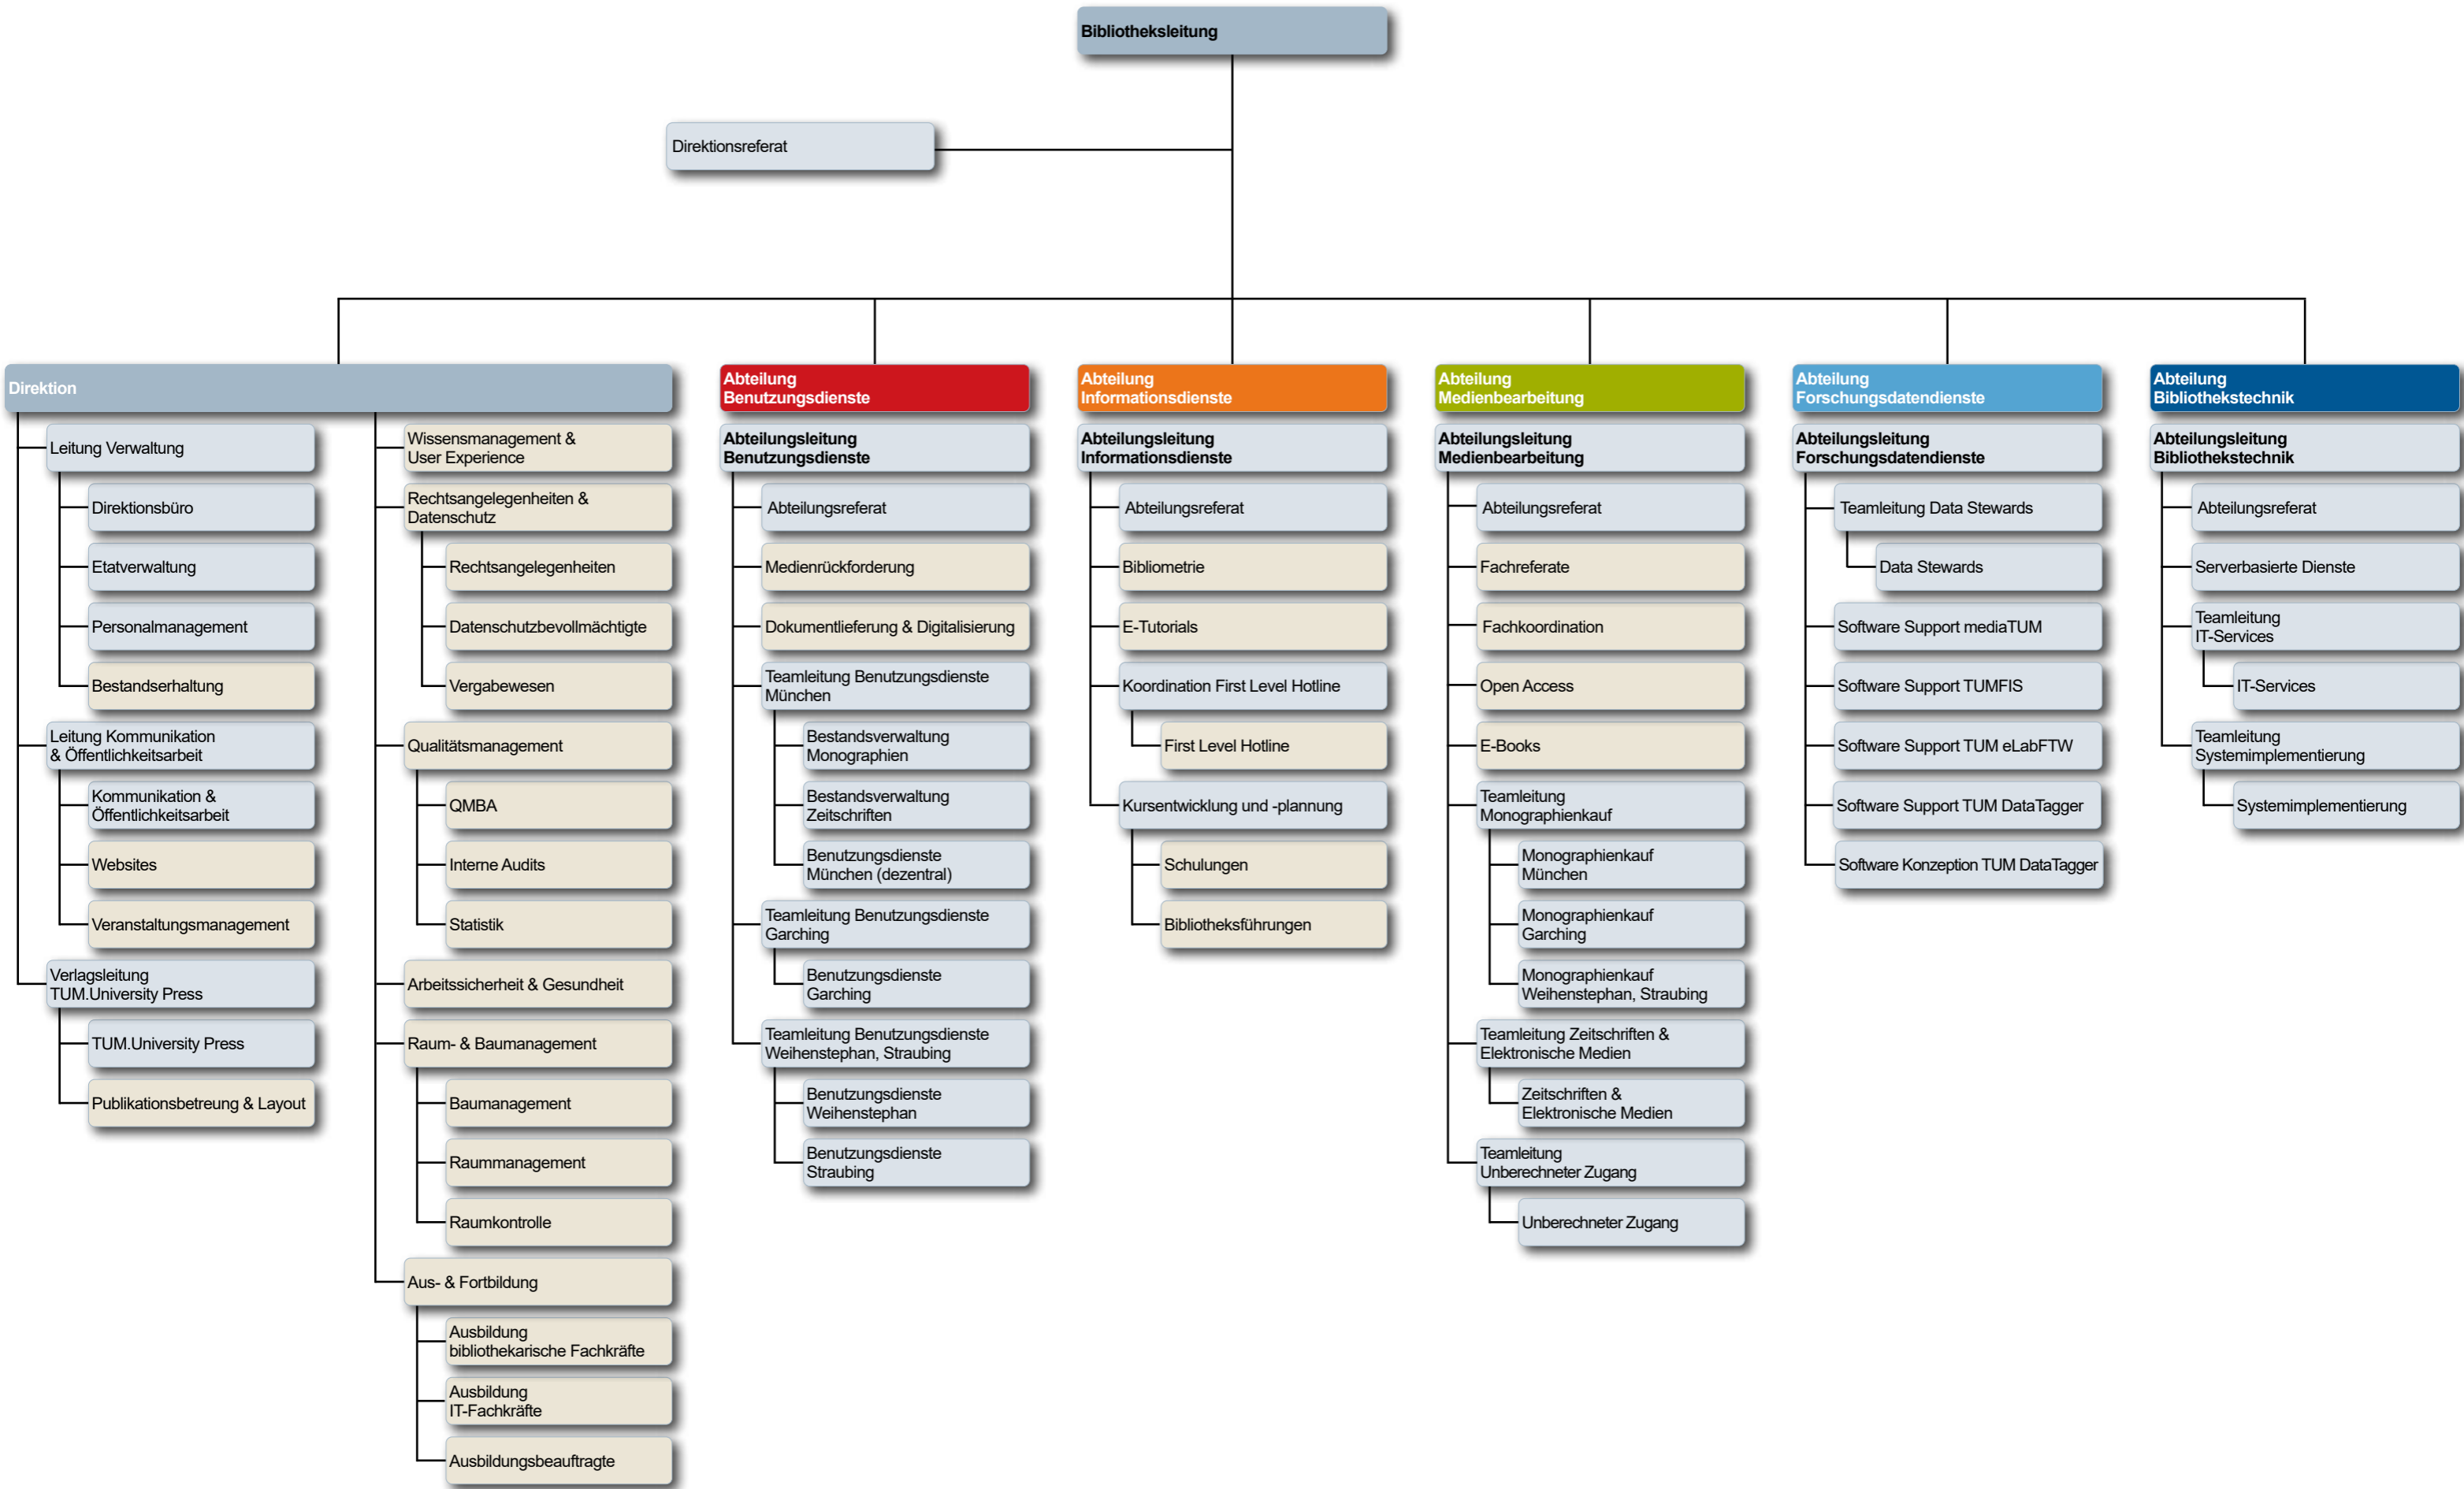 Bibliotheksleitung
Direktionsreferat
Direktion
Leitung Verwaltung
Direktionsbüro
Etatverwaltung
Personalmanagement
Bestandserhaltung
Leitung Kommunikation
& Öffentlichkeitsarbeit
Kommunikation &
Öffentlichkeitsarbeit
Websites
Veranstaltungsmanagement
Verlagsleitung
TUM.University Press
TUM.University Press
Publikationsbetreung & Layout
Wissensmanagement &
User Experience
Rechtsangelegenheiten &
Datenschutz
Rechtsangelegenheiten
Datenschutzbevollmächtigte
Vergabewesen
Qualitätsmanagement
QMBA
Interne Audits
Statistik
Arbeitssicherheit & Gesundheit
Raum- & Baumanagement
Baumanagement
Raummanagement
Raumkontrolle
Aus- & Fortbildung
Ausbildung
bibliothekarische Fachkräfte
Ausbildung
IT-Fachkräfte
Ausbildungsbeauftragte
Abteilung
Benutzungsdienste
Abteilungsleitung
Benutzungsdienste
Abteilungsreferat
Medienrückforderung
Dokumentlieferung & Digitalisierung
Teamleitung Benutzungsdienste
München
Bestandsverwaltung
Monographien
Bestandsverwaltung
Zeitschriften
Benutzungsdienste
München (dezentral)
Teamleitung Benutzungsdienste
Garching
Benutzungsdienste
Garching
Teamleitung Benutzungsdienste
Weihenstephan, Straubing
Benutzungsdienste
Weihenstephan
Benutzungsdienste
Straubing
Abteilung
Informationsdienste
Abteilungsleitung
Informationsdienste
Abteilungsreferat
Bibliometrie
E-Tutorials
Koordination First Level Hotline
First Level Hotline
Kursentwicklung und -plannung
Schulungen
Bibliotheksführungen
Abteilung
Medienbearbeitung
Abteilungsleitung
Medienbearbeitung
Abteilungsreferat
Fachreferate
Fachkoordination
Open Access
E-Books
Teamleitung
Monographienkauf
Monographienkauf
München
Monographienkauf
Garching
Monographienkauf
Weihenstephan, Straubing
Teamleitung Zeitschriften &
Elektronische Medien
Zeitschriften &
Elektronische Medien
Teamleitung
Unberechneter Zugang
Unberechneter Zugang
Abteilung
Forschungsdatendienste
Abteilungsleitung
Forschungsdatendienste
Teamleitung Data Stewards
Data Stewards
Software Support mediaTUM
Software Support TUMFIS
Software Support TUM eLabFTW
Software Support TUM DataTagger
Software Konzeption TUM DataTagger
Abteilung
Bibliothekstechnik
Abteilungsleitung
Bibliothekstechnik
Abteilungsreferat
Serverbasierte Dienste
Teamleitung
IT-Services
IT-Services
Teamleitung
Systemimplementierung
Systemimplementierung